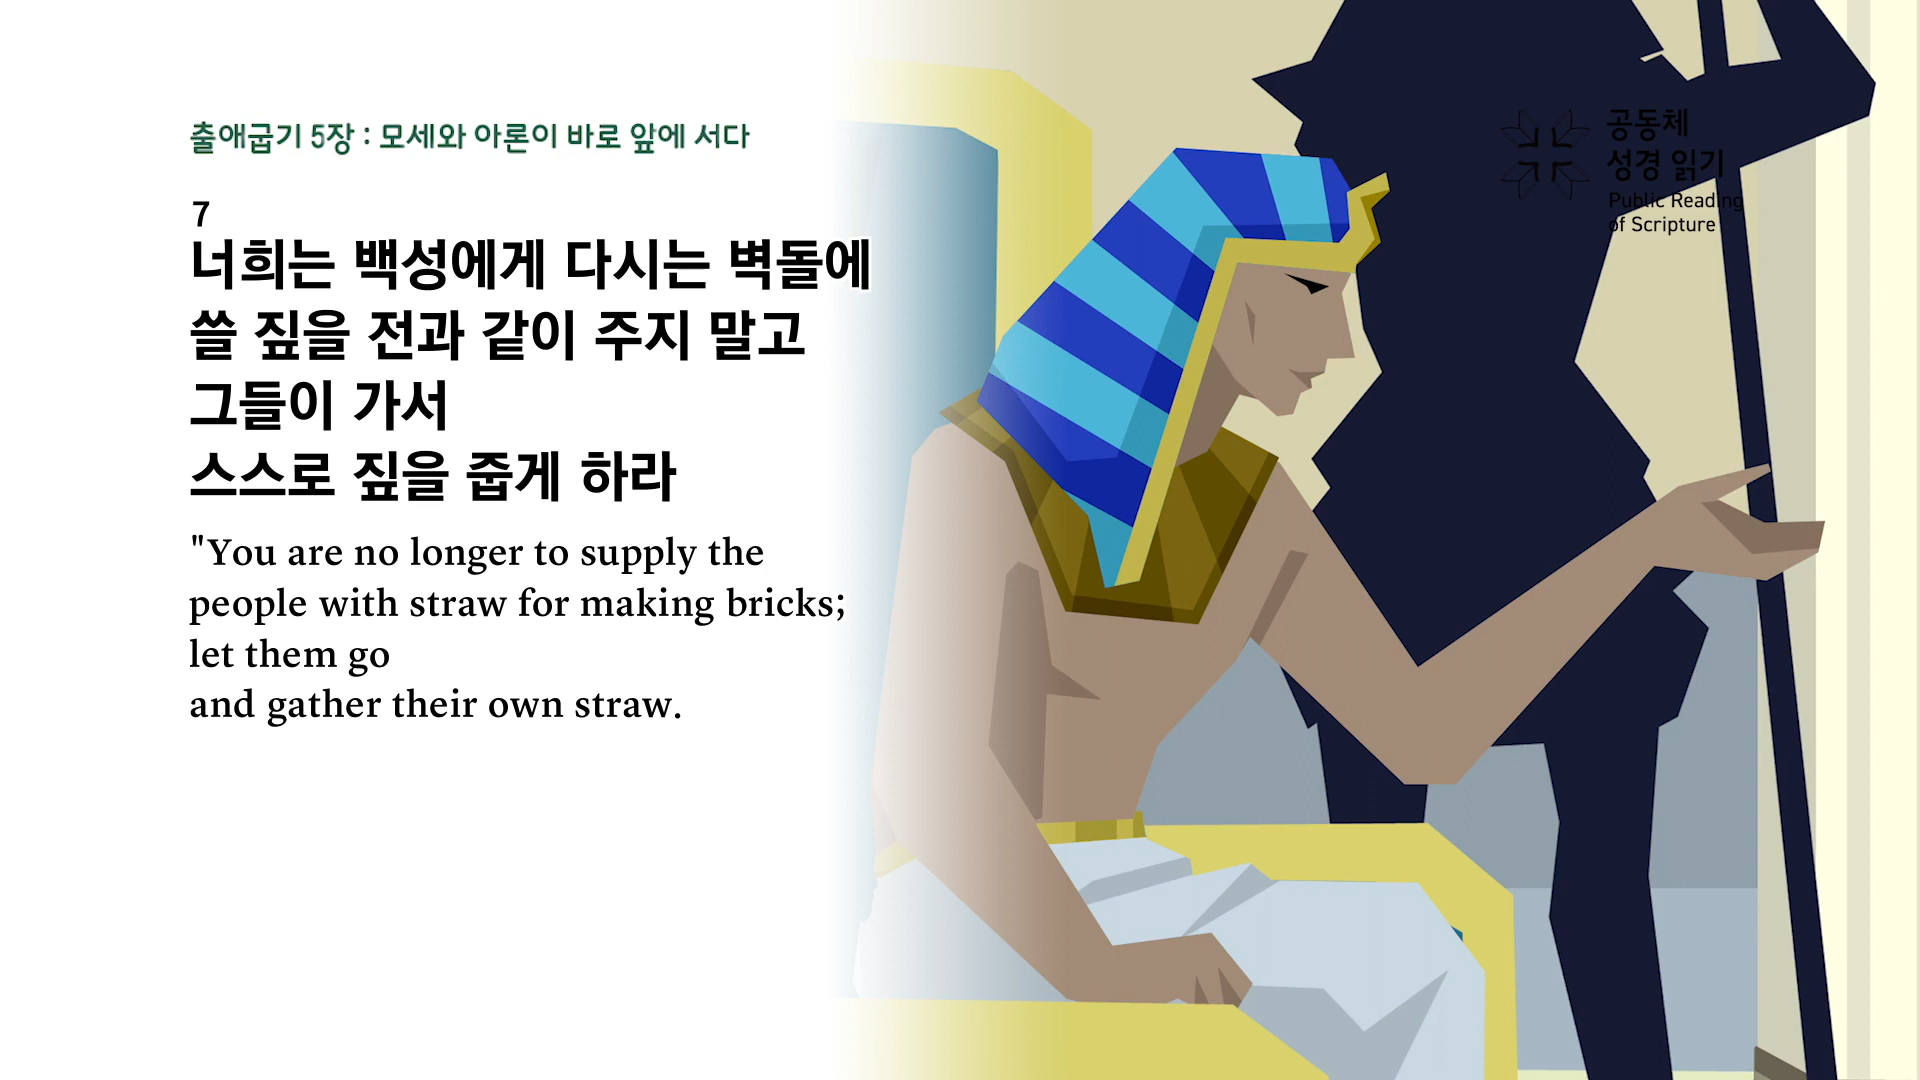 출애굽기 5장 : 모세와 아론이 바로 앞에 서다
7
너희는 백성에게 다시는 벽돌에
쓸 짚을 전과 같이 주지 말고
그들이 가서
스스로 짚을 줍게 하라
"You are no longer to supply the
people with straw for making bricks;
let them go
and gather their own straw.
공동체
성경 읽기
Public Reading
of Scripture